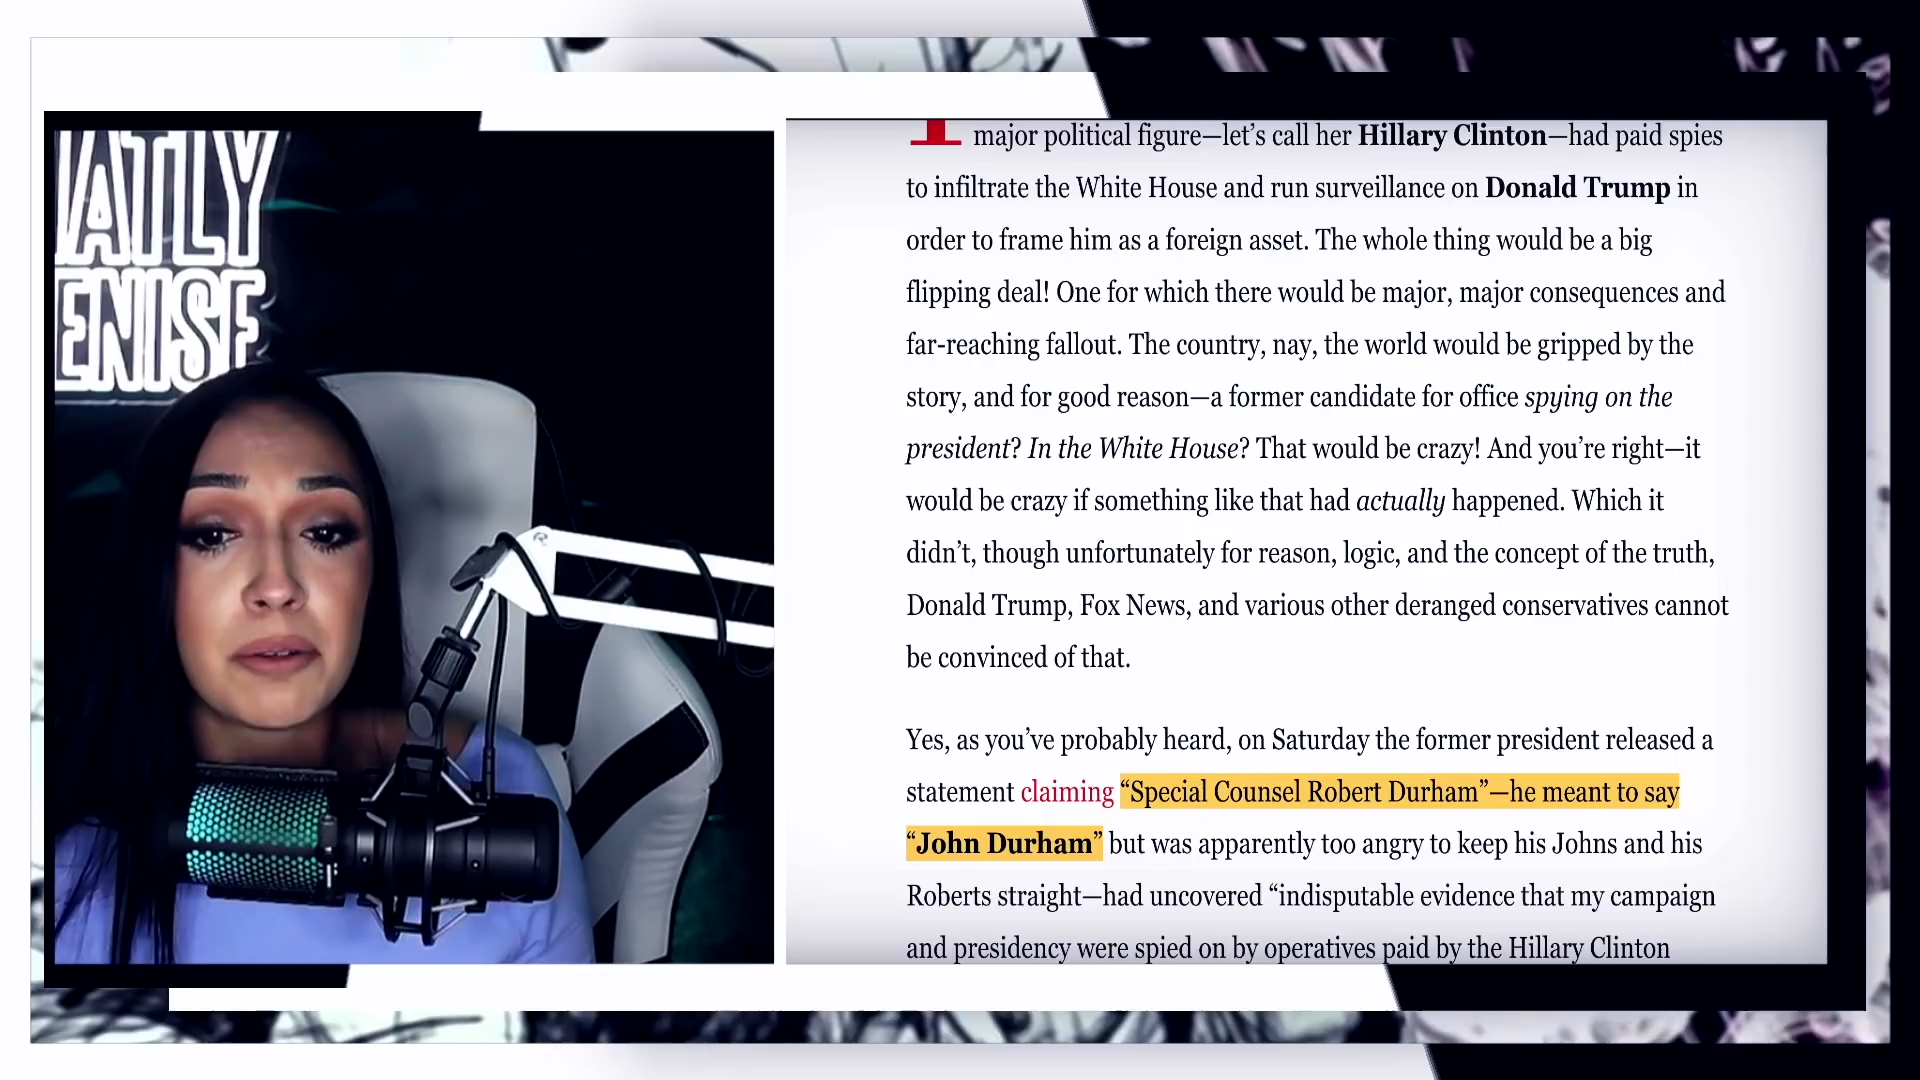 ATLY
ENISE
major political figure—let’s call her Hillary Clinton—had paid spies
to infiltrate the White House and run surveillance on Donald Trump in
order to frame him as a foreign asset. The whole thing would be a big
flipping deal! One for which there would be major, major consequences and
far-reaching fallout. The country, nay, the world would be gripped by the
story, and for good reason—a former candidate for office spying on the
president? In the White House? That would be crazy! And you’re right—it
would be crazy if something like that had actually happened. Which it
didn’t, though unfortunately for reason, logic, and the concept of the truth,
Donald Trump, Fox News, and various other deranged conservatives cannot
be convinced of that.
Yes, as you’ve probably heard, on Saturday the former president released a
statement claiming “Special Counsel Robert Durham”—he meant to say
“John Durham” but was apparently too angry to keep his Johns and his
Roberts straight—had uncovered “indisputable evidence that my campaign
and presidency were spied on by operatives paid by the Hillary Clinton